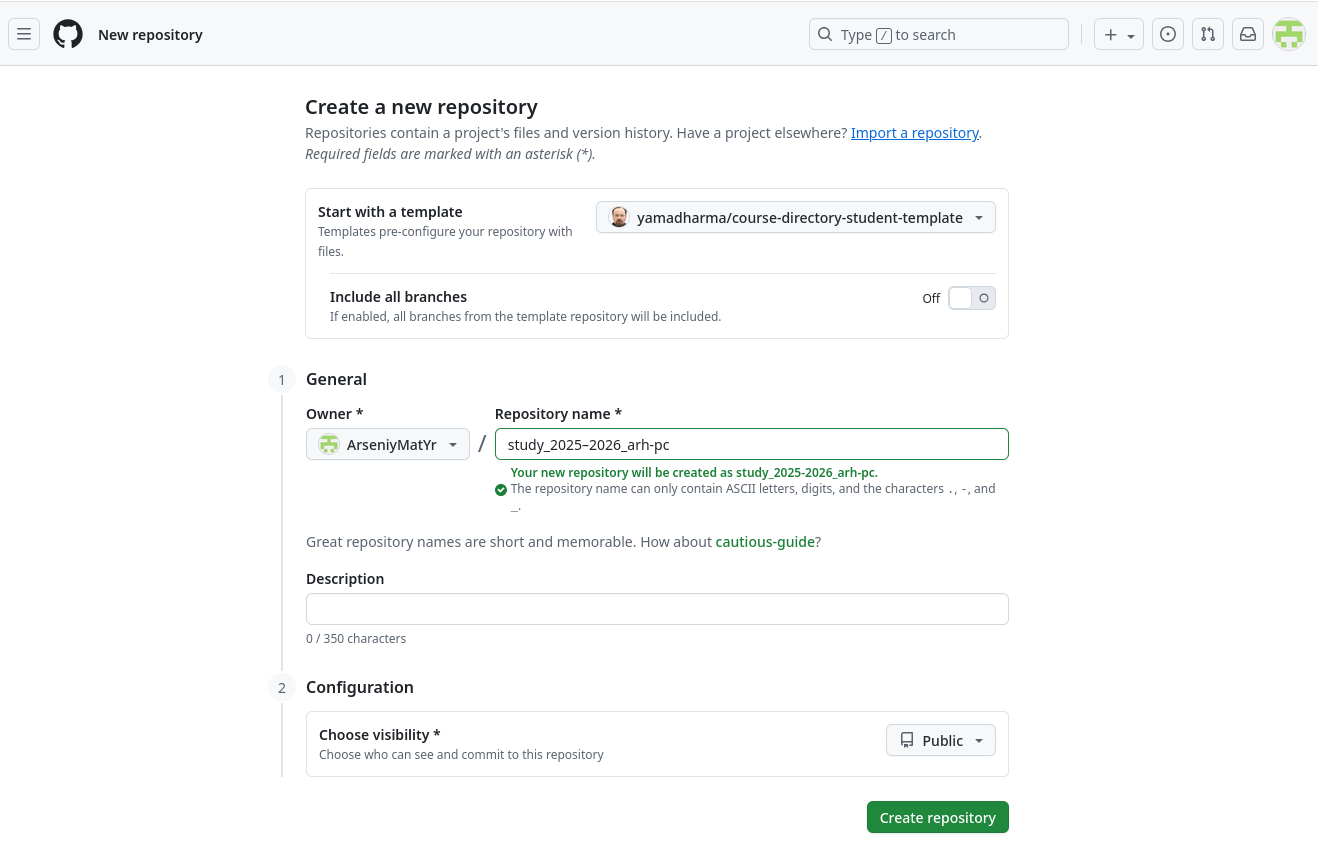 New repository
Type / to search
Create a new repository
Repositories contain a project's files and version history. Have a project elsewhere? Import a repository.
Required fields are marked with an asterisk (*).
Start with a template
Templates pre-configure your repository with
files.
yamadharma/course-directory-student-template
Include all branches
If enabled, all branches from the template repository will be included.
Off
1 General
Owner *
Repository name *
ArseniyMatYr / study_2025–2026_arh-pc
Your new repository will be created as study_2025-2026_arh-pc.
The repository name can only contain ASCII letters, digits, and the characters ., -, and
_.
Great repository names are short and memorable. How about cautious-guide?
Description
0 / 350 characters
2 Configuration
Choose visibility *
Choose who can see and commit to this repository
Public
Create repository